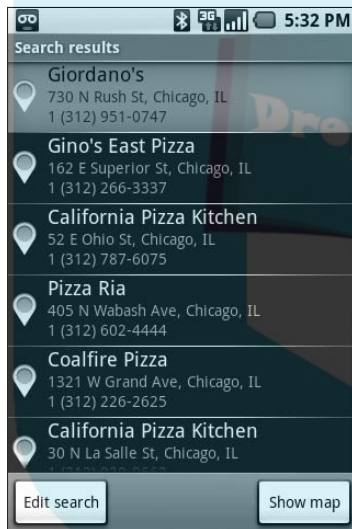 5:32 PM
Search results
Giordano's
730 N Rush St, Chicago, IL
1 (312) 951-0747
Gino's East Pizza
162 E Superior St, Chicago, IL
1 (312) 266-3337
California Pizza Kitchen
52 E Ohio St, Chicago, IL
1 (312) 787-6075
Pizza Ria
405 N Wabash Ave, Chicago, IL
1 (312) 602-4444
Coalfire Pizza
1321 W Grand Ave, Chicago, IL
1 (312) 226-2625
California Pizza Kitchen
30 N La Salle St, Chicago, IL
Edit search
Show map